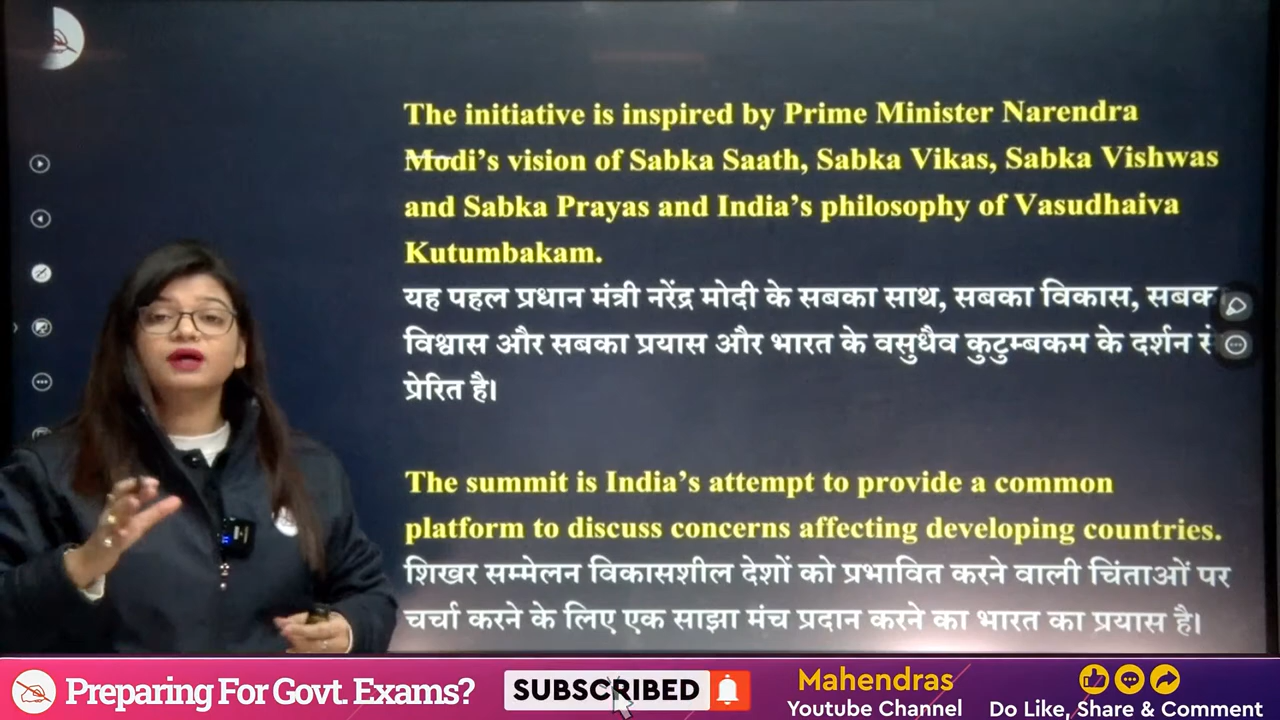 The initiative is inspired by Prime Minister Narendra
Modi's vision of Sabka Saath, Sabka Vikas, Sabka Vishwas
and Sabka Prayas and India's philosophy of Vasudhaiva
Kutumbakam.
यह पहल प्रधान मंत्री नरेंद्र मोदी के सबका साथ, सबका विकास, सबका
विश्वास और सबका प्रयास और भारत के वसुधैव कुटुम्बकम के दर्शन से
प्रेरित है।
The summit is India's attempt to provide a common
platform to discuss concerns affecting developing countries.
शिखर सम्मेलन विकासशील देशों को प्रभावित करने वाली चिंताओं पर
चर्चा करने के लिए एक साझा मंच प्रदान करने का भारत का प्रयास है।
Preparing For Govt. Exams?
SUBSCRIBED
Mahendras
Youtube Channel
Do Like, Share & Comment